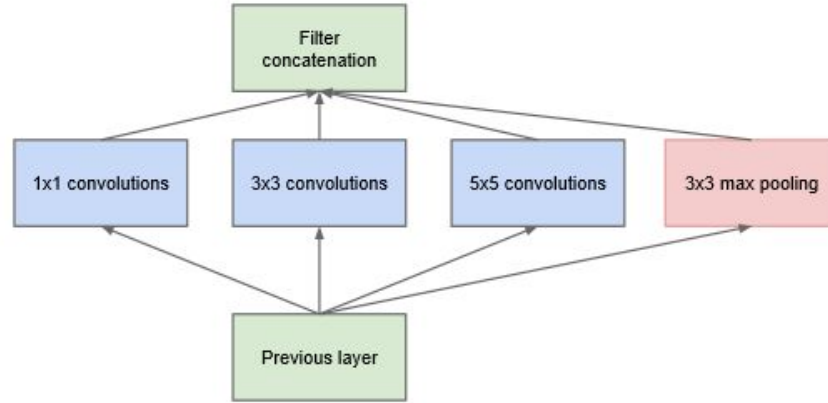 Filter
concatenation
1x1 convolutions
3x3 convolutions
5x5 convolutions
3x3 max pooling
Previous layer